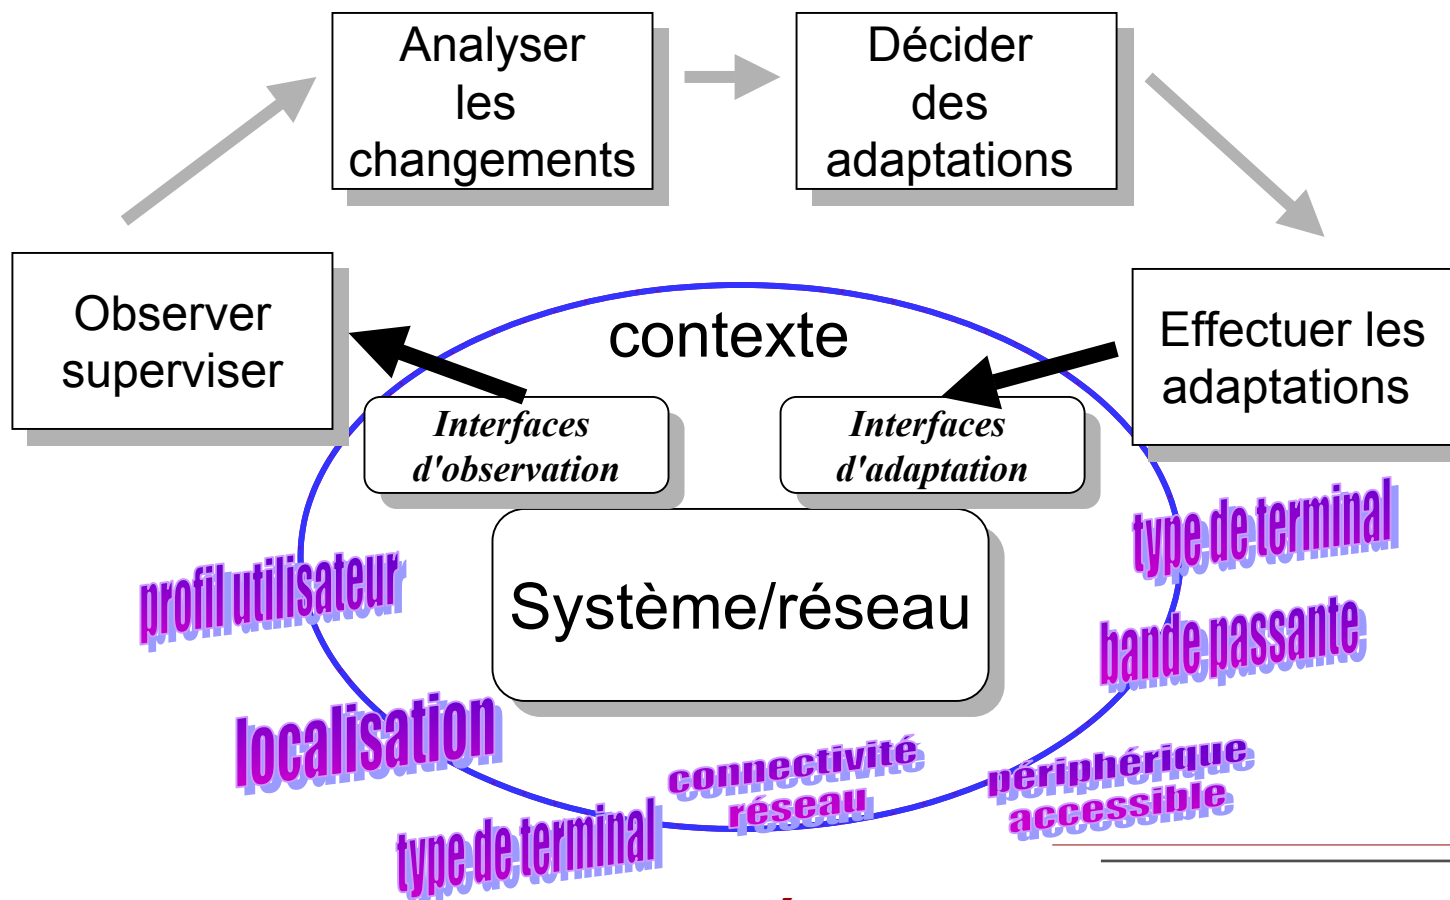 Analyser
les
changements
Décider
des
adaptations
Observer
superviser
contexte
Effectuer les
adaptations
Interfaces
d'observation
Interfaces
d'adaptation
Système/réseau
profil utilisateur
localisation
type de terminal
connectivité
réseau
périphérique
accessible
bande passante
type de terminal